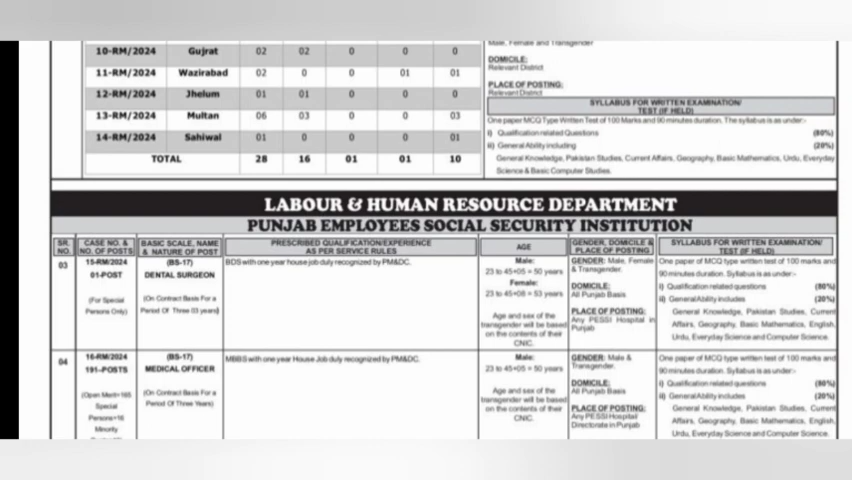 Male, Female and Transgender
10-RM/2024 Gujrat 02 02 0 0 0
11-RM/2024 Wazirabad 02 0 0 01 01
12-RM/2024 Jhelum 01 01 0 0 0
13-RM/2024 Multan 06 03 0 0 03
14-RM/2024 Sahiwal 01 0 0 0 01
TOTAL 28 16 01 01 10
DOMICILE:
Relevant District
PLACE OF POSTING:
Relevant District
SYLLABUS FOR WRITTEN EXAMINATION/
TEST (IF HELD)
One paper MCQ Type Written Test of 100 Marks and 90 minutes duration. The syllabus is as under:-
i) Qualification related Questions (80%)
ii) General Ability including (20%)
General Knowledge, Pakistan Studies, Current Affairs, Geography, Basic Mathematics, Urdu, Everyday
Science & Basic Computer Studies.
LABOUR & HUMAN RESOURCE DEPARTMENT
PUNJAB EMPLOYEES SOCIAL SECURITY INSTITUTION
SR. NO.
CASE NO. & NO. OF POSTS
BASIC SCALE, NAME & NATURE OF POST
PRESCRIBED QUALIFICATION/EXPERIENCE
AS PER SERVICE RULES
AGE
GENDER, DOMICILE & PLACE OF POSTING
SYLLABUS FOR WRITTEN EXAMINATION/
TEST (IF HELD)
03
15-RM/2024
01-POST
(For Special
Persons Only)
(BS-17)
DENTAL SURGEON
(On Contract Basis For a
Period Of Three 03 years)
BDS with one year house job duly recognized by PM&DC.
Male:
23 to 45+05 = 50 years
Female:
23 to 45+08 = 53 years
Age and sex of the
transgender will be based
on the contents of their
CNIC.
GENDER: Male, Female
& Transgender.
DOMICILE:
All Punjab Basis
PLACE OF POSTING:
Any PESSI Hospital in
Punjab
One paper of MCQ type written test of 100 marks and
90 minutes duration. Syllabus is as under:-
i) Qualification related questions (80%)
ii) General Ability includes (20%)
General Knowledge, Pakistan Studies, Current
Affairs, Geography, Basic Mathematics, English,
Urdu, Everyday Science and Computer Science.
04
16-RM/2024
191-POSTS
(Open Merit=165
Special
Persons=16
Minority
(BS-17)
MEDICAL OFFICER
(On Contract Basis For a
Period Of Three Years)
MBBS with one year House Job duly recognized by PM&DC.
Male:
23 to 45+05 = 50 years
Age and sex of the
transgender will be based
on the contents of their
CNIC.
GENDER: Male &
Transgender.
DOMICILE:
All Punjab Basis
PLACE OF POSTING:
Any PESSI Hospital/
Directorate in Punjab
One paper of MCQ type written test of 100 marks and
90 minutes duration. Syllabus is as under:-
i) Qualification related questions (80%)
ii) General Ability includes (20%)
General Knowledge, Pakistan Studies, Current
Affairs, Geography, Basic Mathematics, English,
Urdu, Everyday Science and Computer Science.